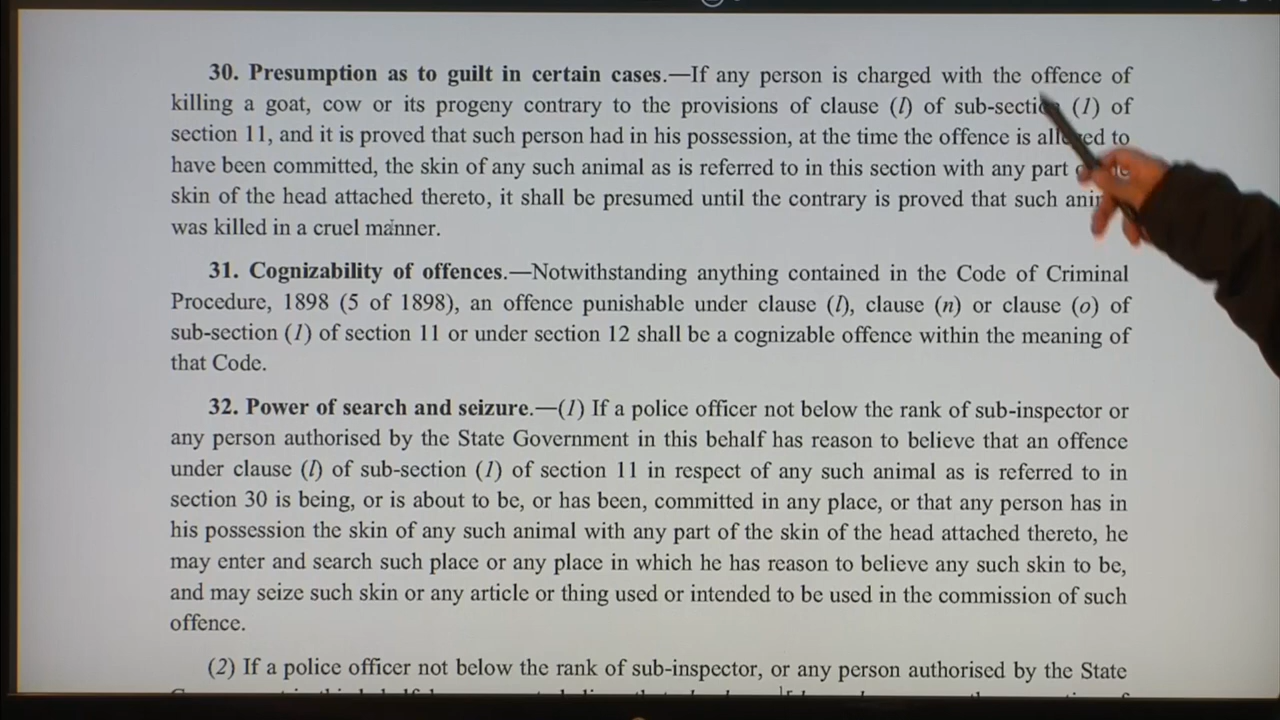 30. Presumption as to guilt in certain cases.—If any person is charged with the offence of
killing a goat, cow or its progeny contrary to the provisions of clause (l) of sub-section (1) of
section 11, and it is proved that such person had in his possession, at the time the offence is alleged to
have been committed, the skin of any such animal as is referred to in this section with any part
skin of the head attached thereto, it shall be presumed until the contrary is proved that such animal
was killed in a cruel manner.
31. Cognizability of offences.—Notwithstanding anything contained in the Code of Criminal
Procedure, 1898 (5 of 1898), an offence punishable under clause (l), clause (n) or clause (o) of
sub-section (1) of section 11 or under section 12 shall be a cognizable offence within the meaning of
that Code.
32. Power of search and seizure.—(1) If a police officer not below the rank of sub-inspector or
any person authorised by the State Government in this behalf has reason to believe that an offence
under clause (l) of sub-section (1) of section 11 in respect of any such animal as is referred to in
section 30 is being, or is about to be, or has been, committed in any place, or that any person has in
his possession the skin of any such animal with any part of the skin of the head attached thereto, he
may enter and search such place or any place in which he has reason to believe any such skin to be,
and may seize such skin or any article or thing used or intended to be used in the commission of such
offence.
(2) If a police officer not below the rank of sub-inspector, or any person authorised by the State